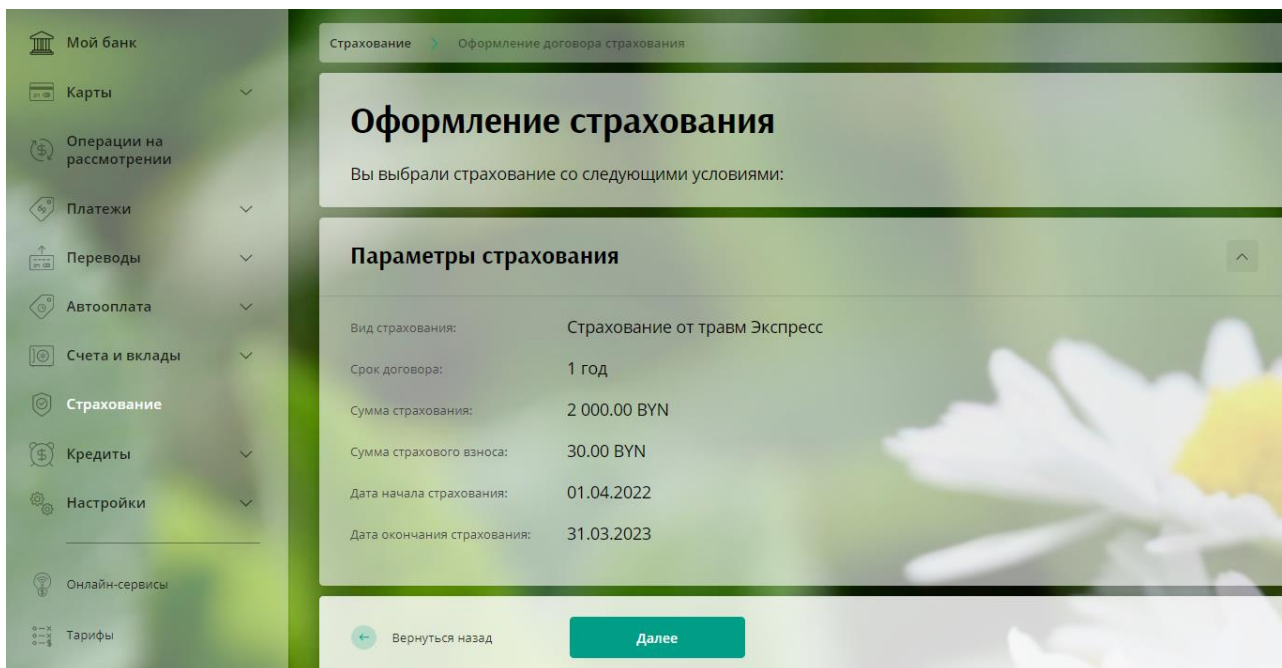 Мой банк
Карты
Операции на
рассмотрении
Платежи
Переводы
Автооплата
Счета и вклады
Страхование
Кредиты
Настройки
Онлайн-сервисы
Тарифы
Страхование > Оформление договора страхования
Оформление страхования
Вы выбрали страхование со следующими условиями:
Параметры страхования
Вид страхования: Страхование от травм Экспресс
Срок договора: 1 год
Сумма страхования: 2 000.00 BYN
Сумма страхового взноса: 30.00 BYN
Дата начала страхования: 01.04.2022
Дата окончания страхования: 31.03.2023
Вернуться назад Далее